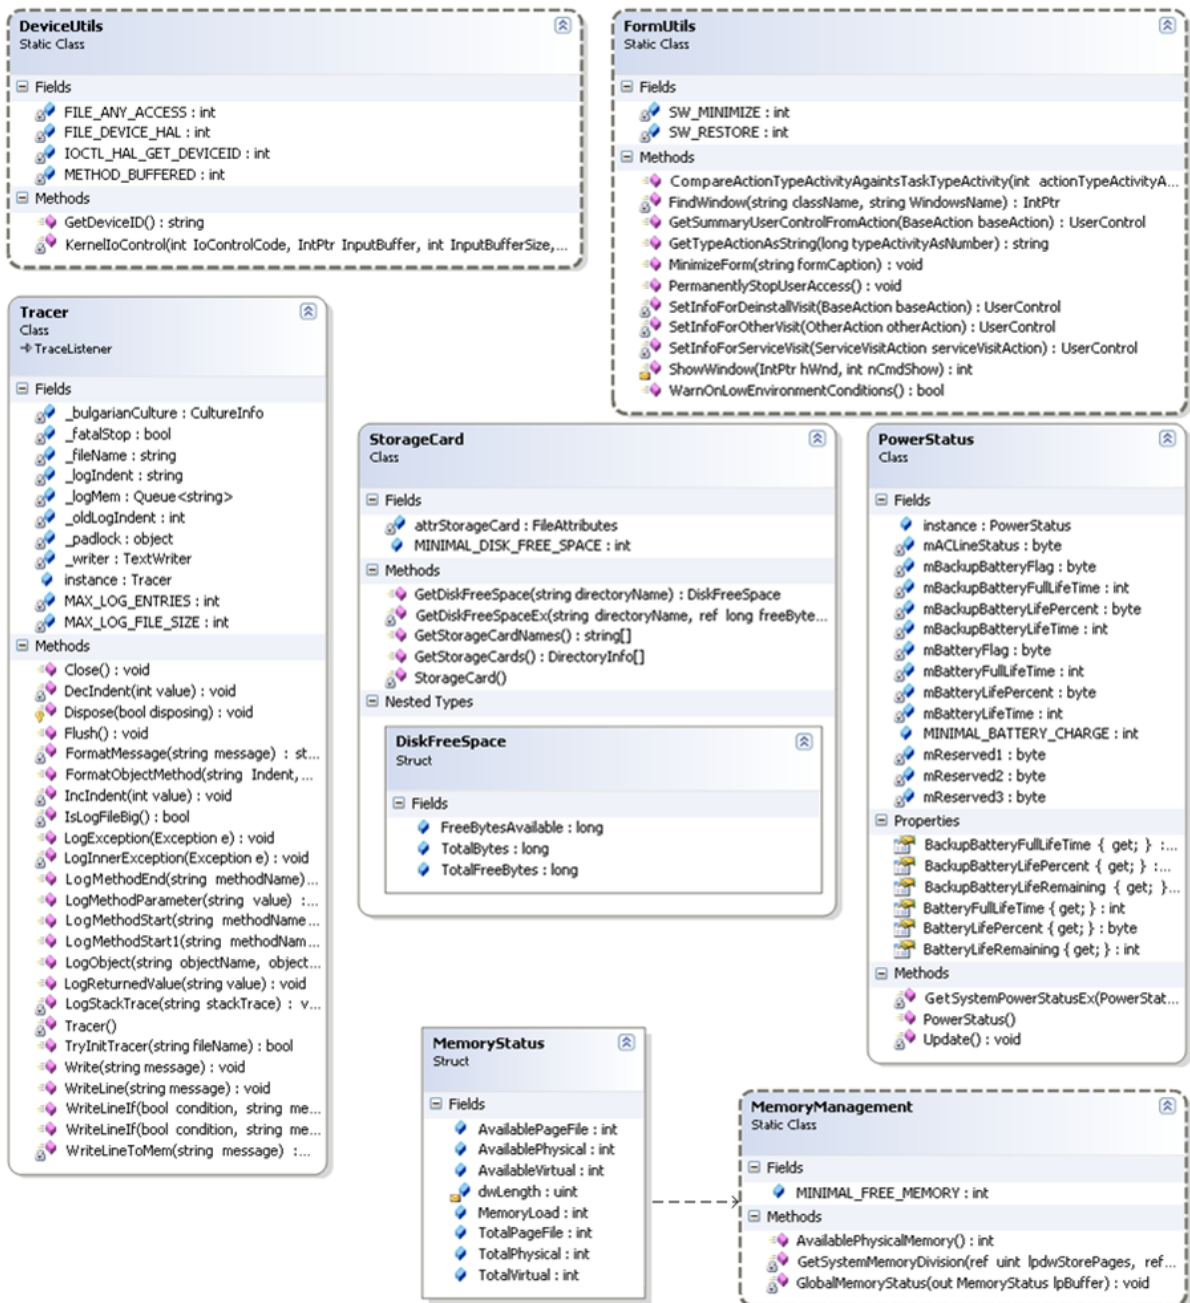 DeviceUtils
Static Class
Fields
FILE_ANY_ACCESS : int
FILE_DEVICE_HAL : int
IOCTL_HAL_GET_DEVICEID : int
METHOD_BUFFERED : int
Methods
GetDeviceID() : string
KernelIoControl(int IoControlCode, IntPtr InputBuffer, int InputBufferSize,...
FormUtils
Static Class
Fields
SW_MINIMIZE : int
SW_RESTORE : int
Methods
CompareActionTypeActivityAgaintsTaskTypeActivity(int actionTypeActivityA...
FindWindow(string className, string WindowsName) : IntPtr
GetSummaryUserControlFromAction(BaseAction baseAction) : UserControl
GetTypeActionAsString(long typeActivityAsNumber) : string
MinimizeForm(string formCaption) : void
PermanentlyStopUserAccess() : void
SetInfoForDeinstallVisit(BaseAction baseAction) : UserControl
SetInfoForOtherVisit(OtherAction otherAction) : UserControl
SetInfoForServiceVisit(ServiceVisitAction serviceVisitAction) : UserControl
ShowWindow(IntPtr hWnd, int nCmdShow) : int
WarnOnLowEnvironmentConditions() : bool
Tracer
Class
TraceListener
Fields
_bulgarianCulture : CultureInfo
_fatalStop : bool
_fileName : string
_logIndent : string
_logMem : Queue<string>
_oldLogIndent : int
_padlock : object
_writer : TextWriter
instance : Tracer
MAX_LOG_ENTRIES : int
MAX_LOG_FILE_SIZE : int
Methods
Close() : void
DecIndent(int value) : void
Dispose(bool disposing) : void
Flush() : void
FormatMessage(string message) : st...
FormatObjectMethod(string Indent, ...
IncIndent(int value) : void
IsLogFileBig() : bool
LogException(Exception e) : void
LogInnerException(Exception e) : void
LogMethodEnd(string methodName)...
LogMethodParameter(string value) :...
LogMethodStart(string methodName...
LogMethodStart1(string methodNam...
LogObject(string objectName, object...
LogReturnedValue(string value) : void
LogStackTrace(string stackTrace) : v...
Tracer()
TryInitTracer(string fileName) : bool
Write(string message) : void
WriteLine(string message) : void
WriteLineIf(bool condition, string me...
WriteLineIf(bool condition, string me...
WriteLineToMem(string message) :...
StorageCard
Class
Fields
attrStorageCard : FileAttributes
MINIMAL_DISK_FREE_SPACE : int
Methods
GetDiskFreeSpace(string directoryName) : DiskFreeSpace
GetDiskFreeSpaceEx(string directoryName, ref long freeByte...
GetStorageCardNames() : string[]
GetStorageCards() : DirectoryInfo[]
StorageCard()
Nested Types
DiskFreeSpace
Struct
Fields
FreeBytesAvailable : long
TotalBytes : long
TotalFreeBytes : long
PowerStatus
Class
Fields
instance : PowerStatus
mACLineStatus : byte
mBackupBatteryFlag : byte
mBackupBatteryFullLifeTime : int
mBackupBatteryLifePercent : byte
mBackupBatteryLifeTime : int
mBatteryFlag : byte
mBatteryFullLifeTime : int
mBatteryLifePercent : byte
mBatteryLifeTime : int
MINIMAL_BATTERY_CHARGE : int
mReserved1 : byte
mReserved2 : byte
mReserved3 : byte
Properties
BackupBatteryFullLifeTime { get; } :...
BackupBatteryLifePercent { get; } :...
BackupBatteryLifeRemaining { get; }...
BatteryFullLifeTime { get; } : int
BatteryLifePercent { get; } : byte
BatteryLifeRemaining { get; } : int
Methods
GetSystemPowerStatusEx(PowerStat...
PowerStatus()
Update() : void
MemoryStatus
Struct
Fields
AvailablePageFile : int
AvailablePhysical : int
AvailableVirtual : int
dwLength : uint
MemoryLoad : int
TotalPageFile : int
TotalPhysical : int
TotalVirtual : int
MemoryManagement
Static Class
Fields
MINIMAL_FREE_MEMORY : int
Methods
AvailablePhysicalMemory() : int
GetSystemMemoryDivision(ref uint lpdwStorePages, ref...
GlobalMemoryStatus(out MemoryStatus lpBuffer) : void